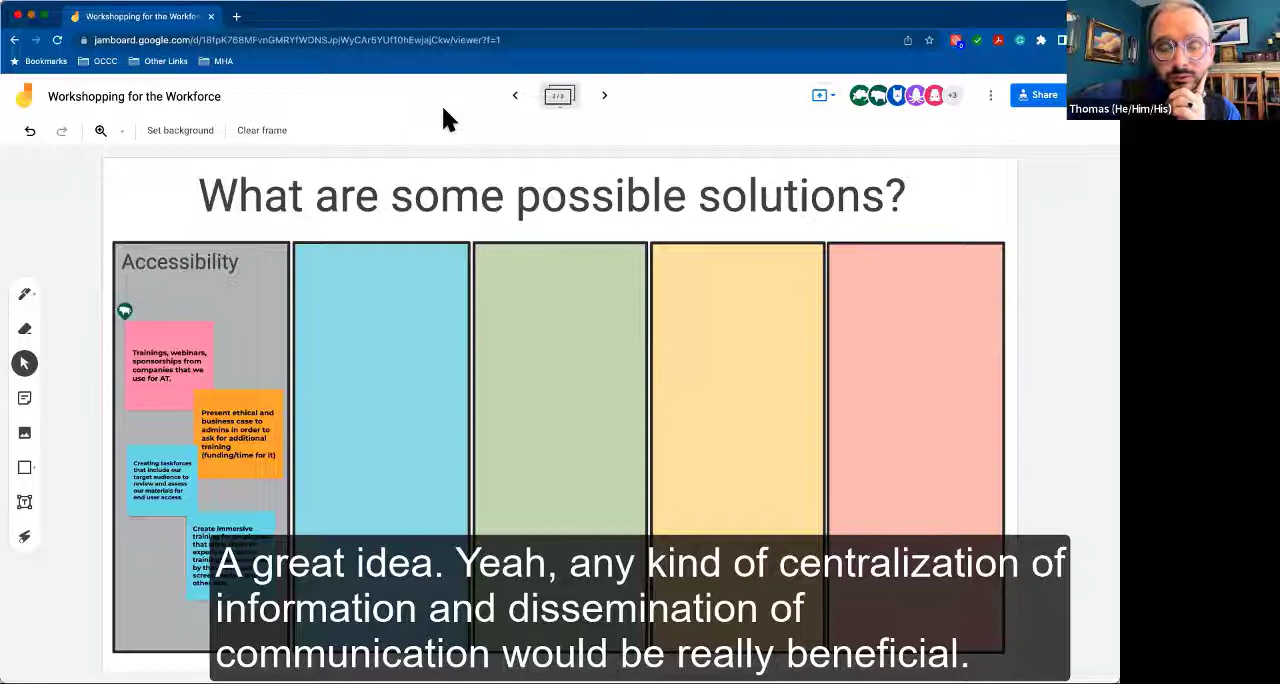 Workshopping for the Workfor
jamboard.google.com/d/18fpK768MFvnGMRYfWDNSJpjWyCAr5YUf10hEwjajCkw/viewer?f=1
Bookmarks
OCCC
Other Links
MHA
Workshopping for the Workforce
2 / 3
+3
Share
Thomas (He/Him/His)
Set background
Clear frame
What are some possible solutions?
Accessibility
Trainings, webinars,
sponsorships from
companies that we
use for AT.
Present ethical and
business case to
admins in order to
ask for additional
training
(funding/time for it)
Creating taskforces
that include our
target audience to
review and assess
our materials for
end user access.
Create immersive
A great idea. Yeah, any kind of centralization of
information and dissemination of
communication would be really beneficial.